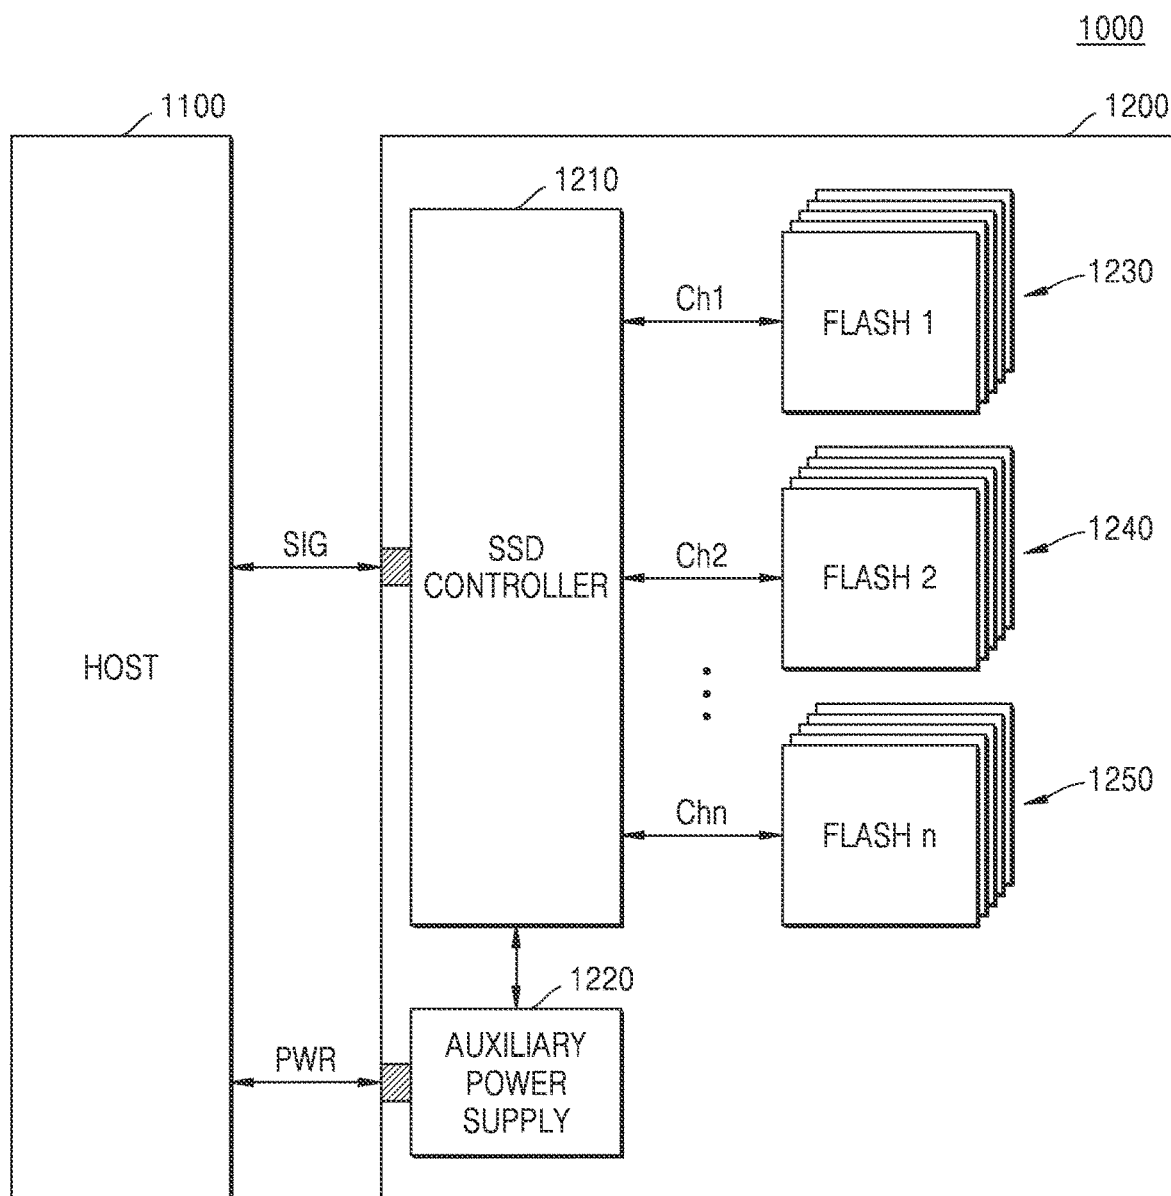 1000
1100
1200
1210
1230
Ch1
FLASH 1
1240
SIG
SSD
CONTROLLER
Ch2
FLASH 2
HOST
1250
Chn
FLASH n
1220
PWR
AUXILIARY
POWER
SUPPLY